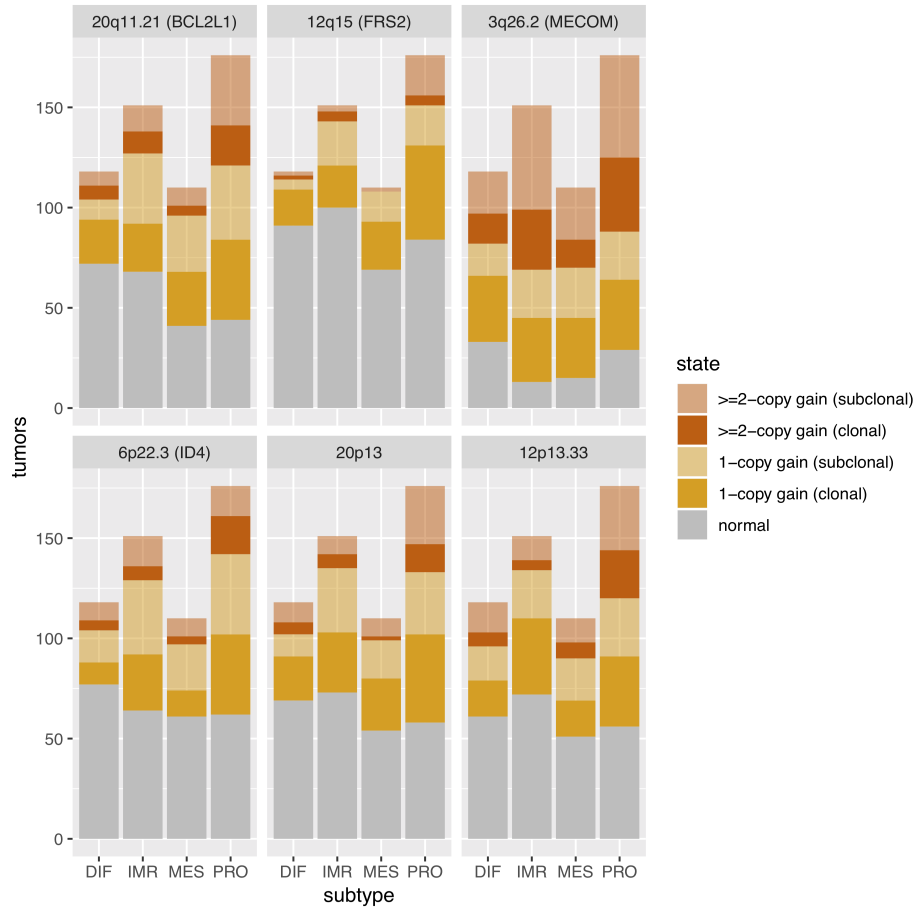 20q11.21 (BCL2L1)
12q15 (FRS2)
3q26.2 (MECOM)
150
100
50
0
6p22.3 (ID4)
20p13
12p13.33
150
100
50
0
DIF IMR MES PRO
DIF IMR MES PRO
DIF IMR MES PRO
subtype
tumors
state
>=2−copy gain (subclonal)
>=2−copy gain (clonal)
1−copy gain (subclonal)
1−copy gain (clonal)
normal